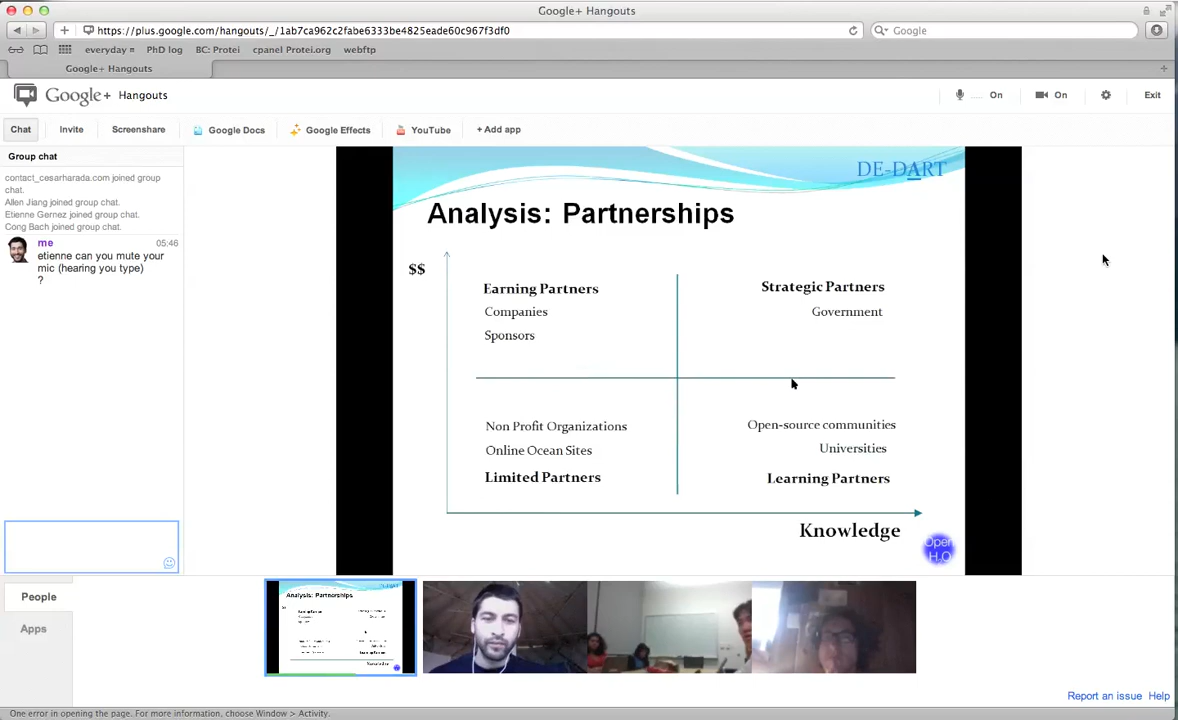 Google+ Hangouts
https://plus.google.com/hangouts/_/1ab7ca962c2fabe6333be4825eade60c967f3df0
Google
everyday
PhD log
BC: Protei
cpanel Protei.org
webftp
Google+ Hangouts
Google+ Hangouts
On
On
Exit
Chat
Invite
Screenshare
Google Docs
Google Effects
YouTube
+ Add app
Group chat
contact_cesarharada.com joined group
chat.
Allen Jiang joined group chat.
Etienne Gernez joined group chat.
Cong Bach joined group chat.
me 05:46
etienne can you mute your
mic (hearing you type)
?
DE-DART
Analysis: Partnerships
$$
Earning Partners
Companies
Sponsors
Strategic Partners
Government
Non Profit Organizations
Online Ocean Sites
Limited Partners
Open-source communities
Universities
Learning Partners
Knowledge
Open
H.O
People
Apps
Analysis: Partnerships
Report an issue Help
One error in opening the page. For more information, choose Window > Activity.